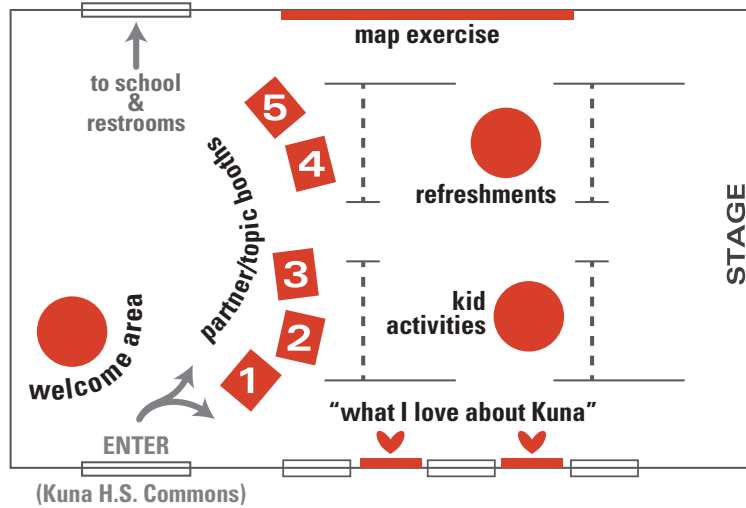 map exercise
to school
&
restrooms
5
4
partner/topic booths
refreshments
STAGE
3
kid
activities
2
welcome area
1
“what I love about Kuna”
ENTER
(Kuna H.S. Commons)